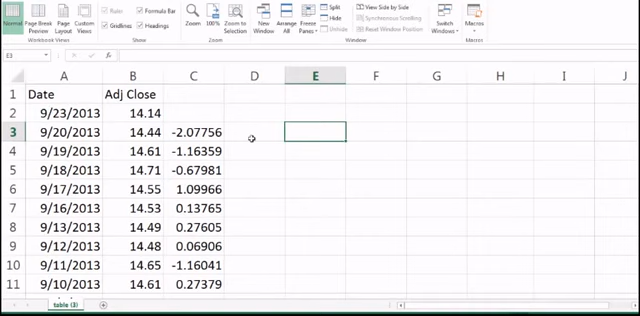 Normal Page Break Preview Page Layout Custom Views
Ruler Formula Bar
Gridlines Headings
Workbook Views Show
Zoom 100% Zoom to Selection
Zoom
New Window Arrange All Freeze Panes
Split
Hide
Unhide
View Side by Side
Synchronous Scrolling
Reset Window Position
Window
Switch Windows
Macros
Macros
E3 fx
A B C D E F G H I J
1 Date Adj Close
2 9/23/2013 14.14
3 9/20/2013 14.44 -2.07756
4 9/19/2013 14.61 -1.16359
5 9/18/2013 14.71 -0.67981
6 9/17/2013 14.55 1.09966
7 9/16/2013 14.53 0.13765
8 9/13/2013 14.49 0.27605
9 9/12/2013 14.48 0.06906
10 9/11/2013 14.65 -1.16041
11 9/10/2013 14.61 0.27379
table (3)